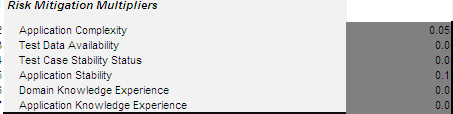 Risk Mitigation Multipliers
Application Complexity 0.05
Test Data Availability 0.0
Test Case Stability Status 0.0
Application Stability 0.1
Domain Knowledge Experience 0.0
Application Knowledge Experience 0.0